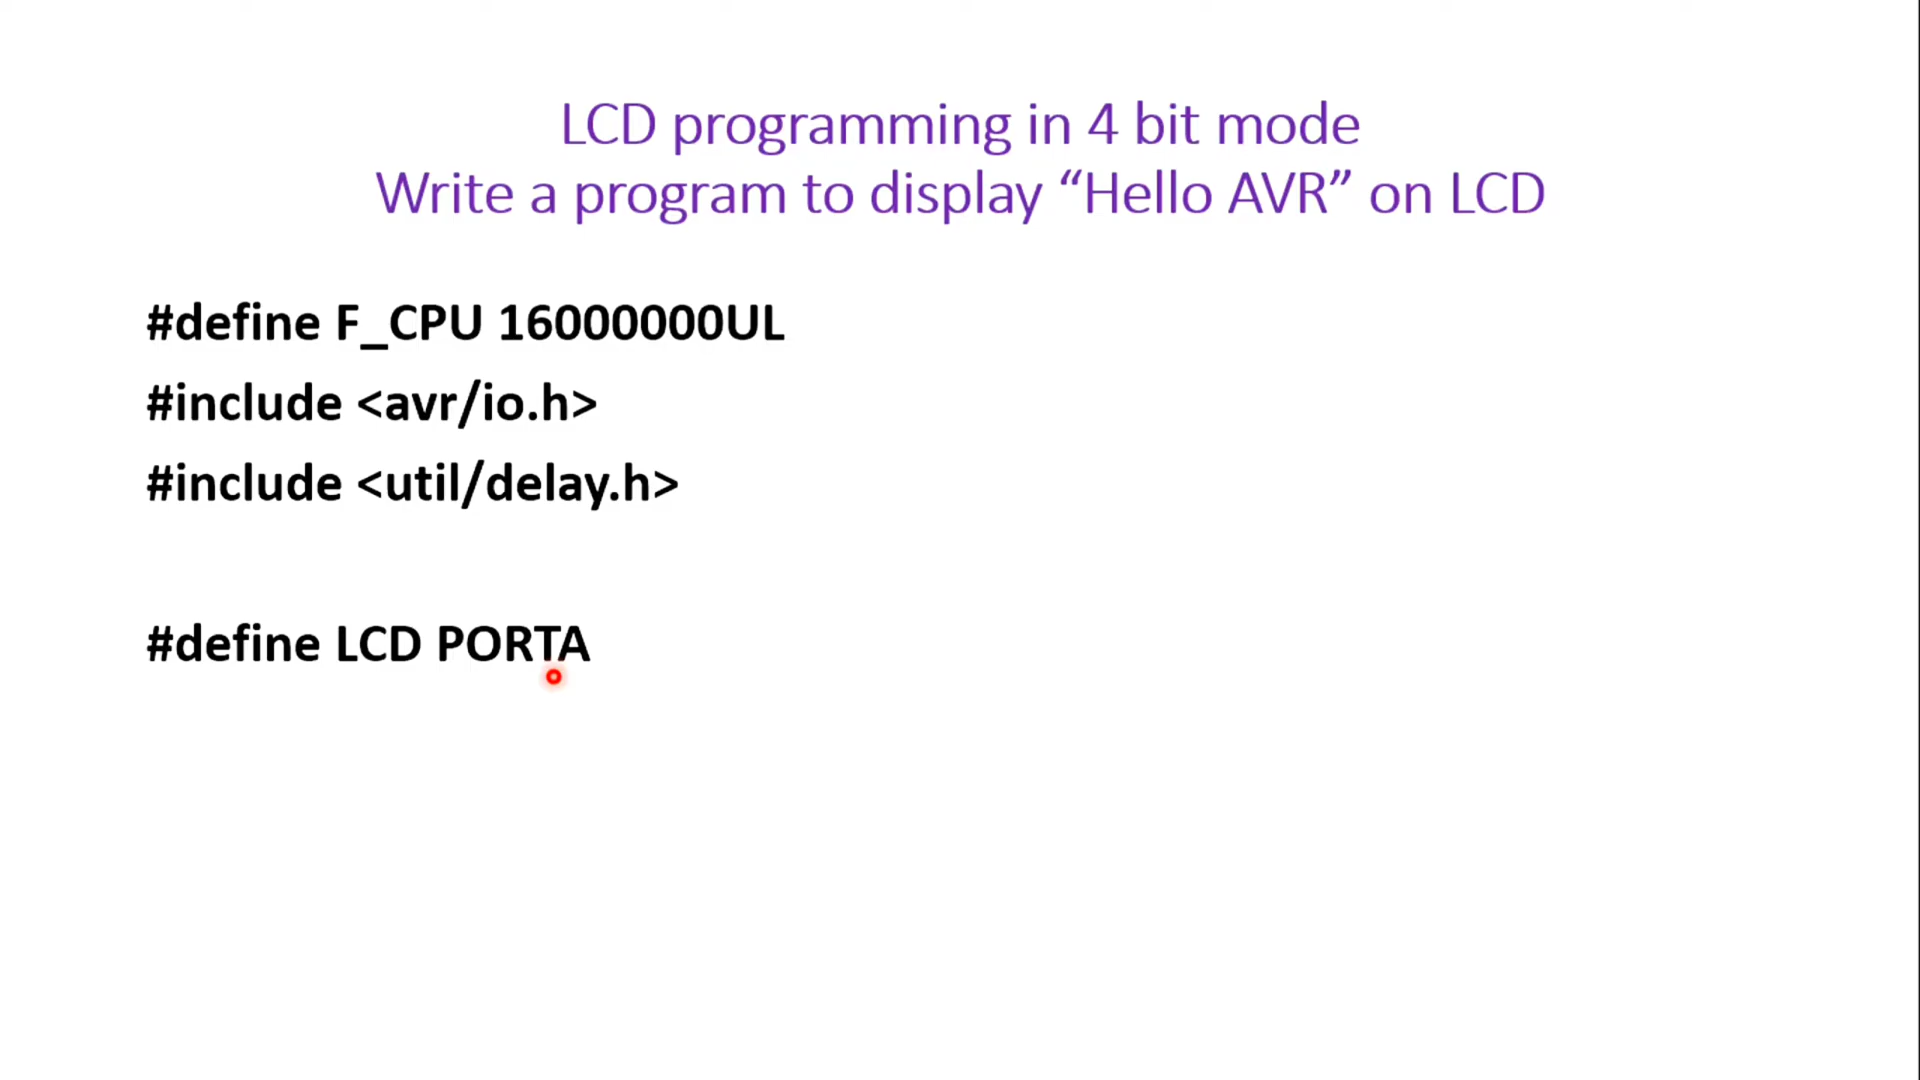 LCD programming in 4 bit mode
Write a program to display “Hello AVR” on LCD
#define F_CPU 16000000UL
#include <avr/io.h>
#include <util/delay.h>
#define LCD PORTA